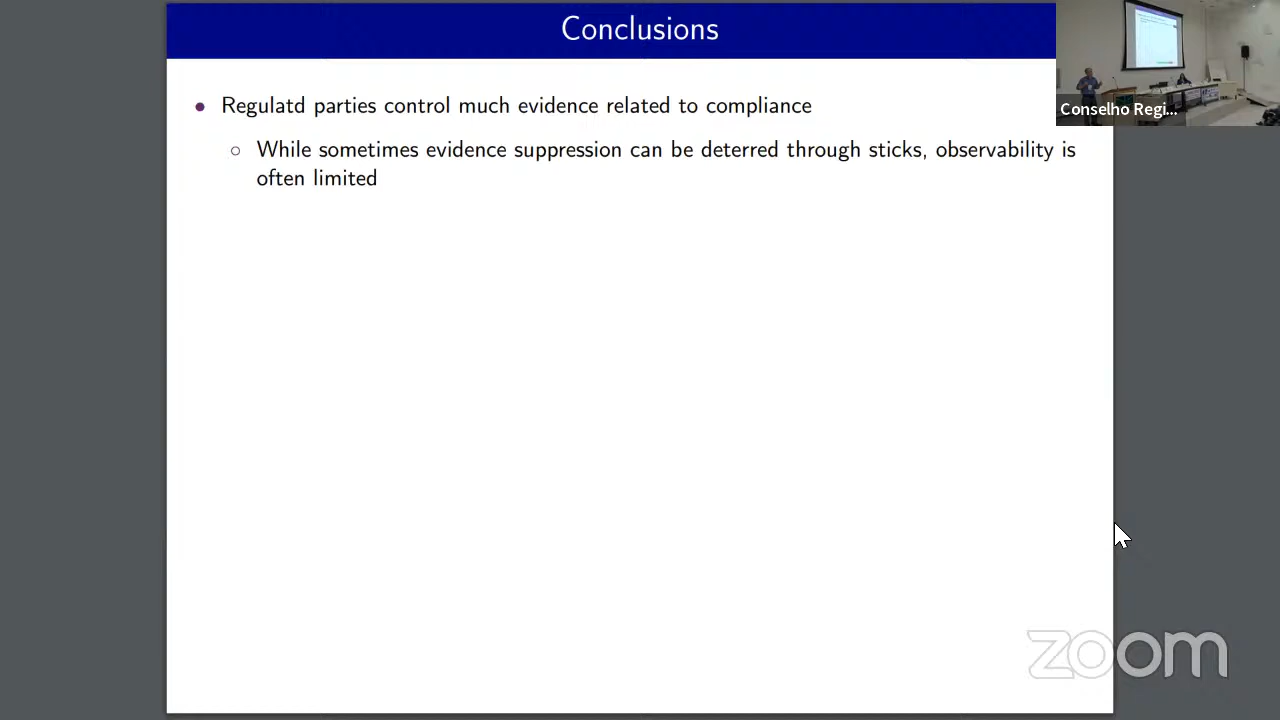 Conclusions
Regulatd parties control much evidence related to compliance
While sometimes evidence suppression can be deterred through sticks, observability is
often limited
Conselho Regi...
zoom